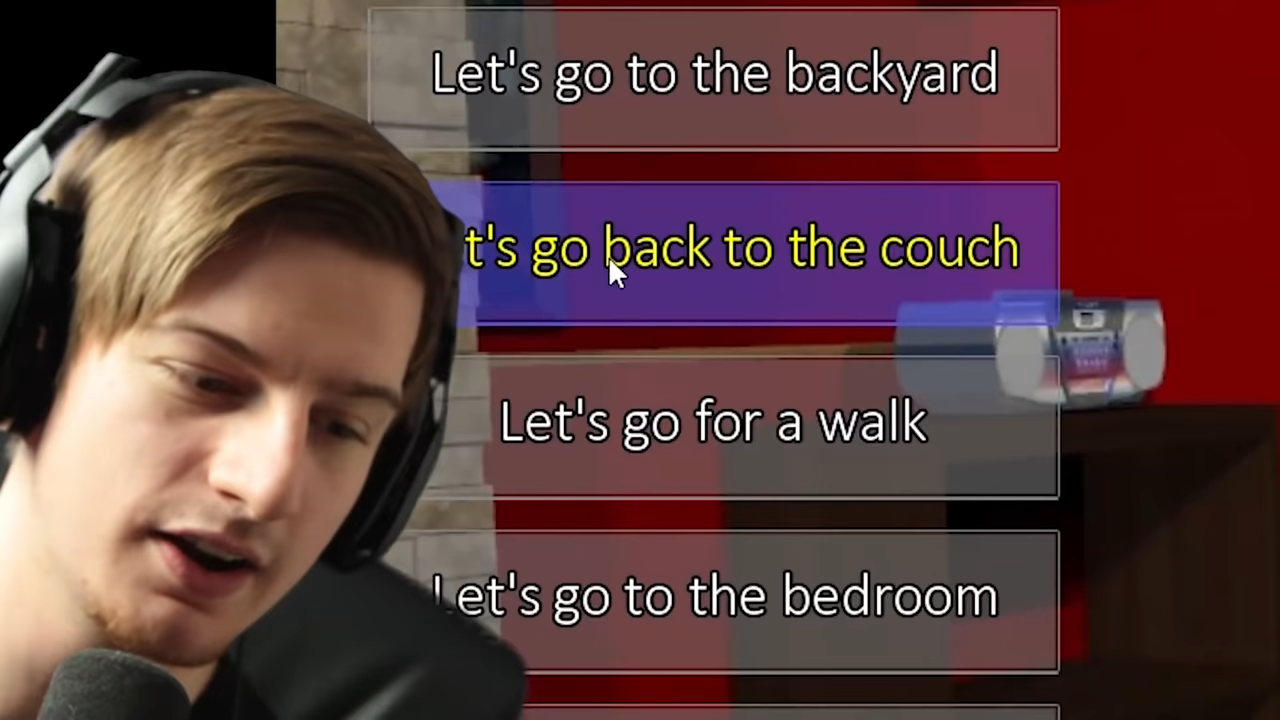 Let's go to the backyard
t's go back to the couch
Let's go for a walk
Let's go to the bedroom